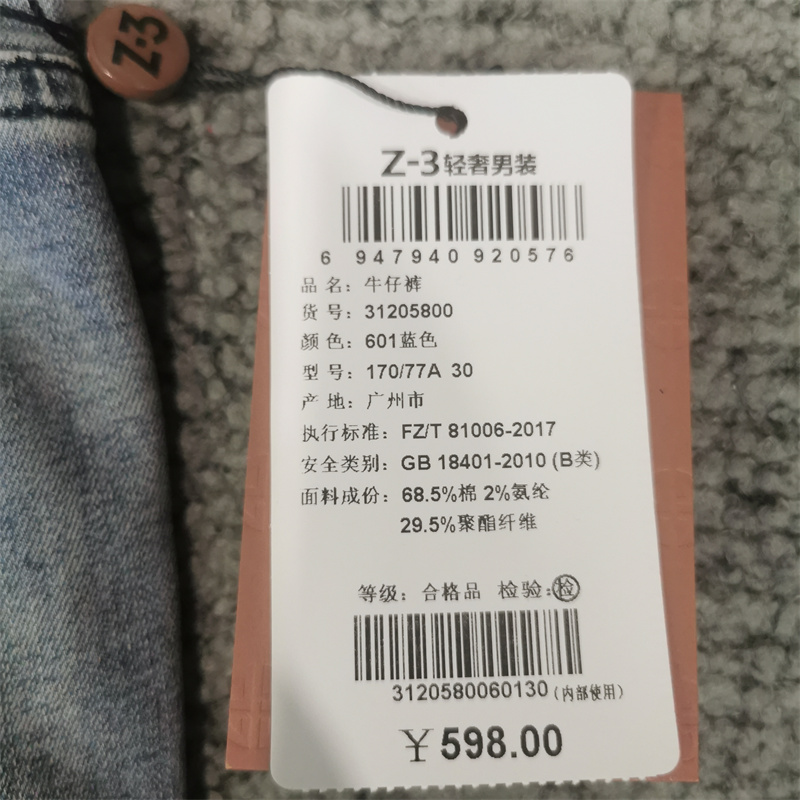 Z-3
Z-3轻奢男装
6 947940 920576
品 名：牛仔裤
货 号：31205800
颜 色：601蓝色
型 号：170/77A 30
产 地：广州市
执行标准：FZ/T 81006-2017
安全类别：GB 18401-2010 (B类)
面料成份：68.5%棉 2%氨纶
29.5%聚酯纤维
等级：合格品 检验：检
3120580060130 (内部使用)
￥598.00